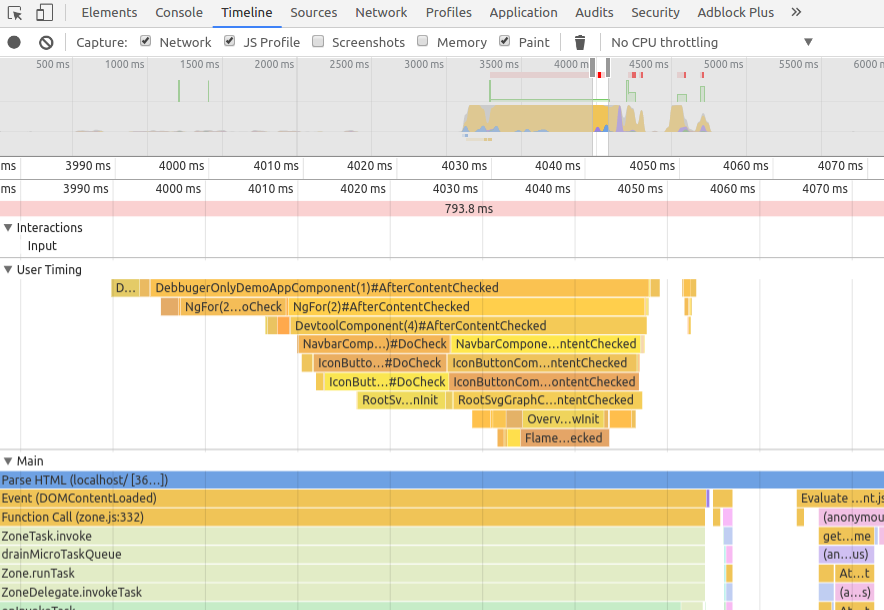 Elements Console Timeline Sources Network Profiles Application Audits Security Adblock Plus »
Capture: Network JS Profile Screenshots Memory Paint No CPU throttling ▼
500 ms 1000 ms 1500 ms 2000 ms 2500 ms 3000 ms 3500 ms 4000 ms 4500 ms 5000 ms 5500 ms 6000 m
ms 3990 ms 4000 ms 4010 ms 4020 ms 4030 ms 4040 ms 4050 ms 4060 ms 4070 ms
ms 3990 ms 4000 ms 4010 ms 4020 ms 4030 ms 4040 ms 4050 ms 4060 ms 4070 ms
793.8 ms
▼ Interactions
Input
▼ User Timing
D... DebbugerOnlyDemoAppComponent(1)#AfterContentChecked
NgFor(2...oCheck NgFor(2)#AfterContentChecked
DevtoolComponent(4)#AfterContentChecked
NavbarComp...)#DoCheck NavbarCompone...ntentChecked
IconButto...#DoCheck IconButtonCom...ntentChecked
IconButt...#DoCheck IconButtonCom...ontentChecked
RootSv...nInit RootSvgGraphC...ntentChecked
Overv...wInit
Flame...ecked
▼ Main
Parse HTML (localhost/ [36...])
Event (DOMContentLoaded) Evaluate ...nt.js
Function Call (zone.js:332) (anonymou
ZoneTask.invoke get...me
drainMicroTaskQueue (an...us)
Zone.runTask At...t
ZoneDelegate.invokeTask (a...s)
onInvokeTask At...t